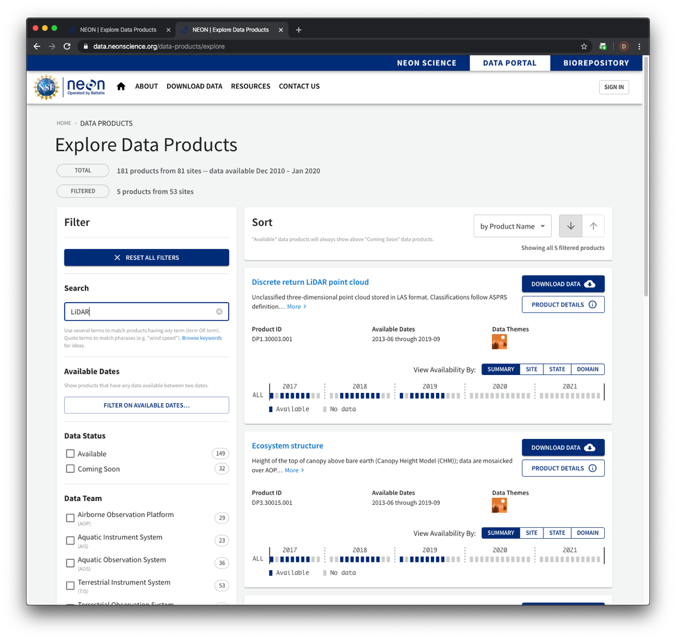 NEON | Explore Data Products
NEON | Explore Data Products
data.neonscience.org/data-products/explore
D
NEON SCIENCE
DATA PORTAL
BIOREPOSITORY
NSF
neon
Operated by Battelle
ABOUT
DOWNLOAD DATA
RESOURCES
CONTACT US
SIGN IN
HOME
DATA PRODUCTS
Explore Data Products
TOTAL
181 products from 81 sites -- data available Dec 2010 – Jan 2020
FILTERED
5 products from 53 sites
Filter
RESET ALL FILTERS
Search
LiDAR
Use several terms to match products having any term (term OR term).
Quote terms to match pharases (e.g. "wind speed"). Browse keywords
for ideas.
Available Dates
Show products that have any data available between two dates.
FILTER ON AVAILABLE DATES...
Data Status
Available
149
Coming Soon
32
Data Team
Airborne Observation Platform
(AOP)
29
Aquatic Instrument System
(AIS)
23
Aquatic Observation System
(AOS)
36
Terrestrial Instrument System
(TIS)
53
Terrestrial Observation System
Sort
"Available" data products will always show above "Coming Soon" data products.
by Product Name
Showing all 5 filtered products
Discrete return LiDAR point cloud
Unclassified three-dimensional point cloud stored in LAS format. Classifications follow ASPRS
definition… More
DOWNLOAD DATA
PRODUCT DETAILS
Product ID
DP1.30003.001
Available Dates
2013-06 through 2019-09
Data Themes
View Availability By:
SUMMARY
SITE
STATE
DOMAIN
2017
2018
2019
2020
2021
ALL
Available
No data
Ecosystem structure
Height of the top of canopy above bare earth (Canopy Height Model (CHM)); data are mosaicked
over AOP… More
DOWNLOAD DATA
PRODUCT DETAILS
Product ID
DP3.30015.001
Available Dates
2013-06 through 2019-09
Data Themes
View Availability By:
SUMMARY
SITE
STATE
DOMAIN
2017
2018
2019
2020
2021
ALL
Available
No data